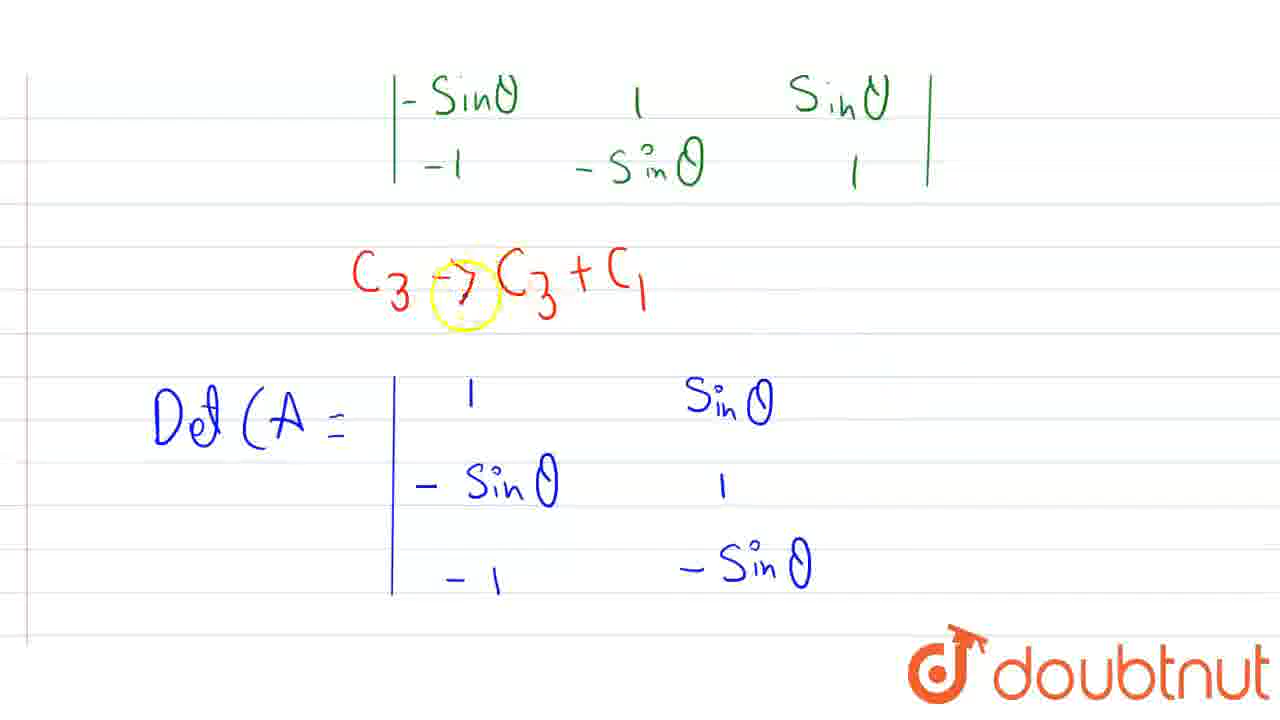 - Sinθ 1 Sinθ
-1 - Sinθ 1
C3 → C3 + C1
Det (A =
1 Sinθ
- Sinθ 1
-1 - Sinθ
doubtnut